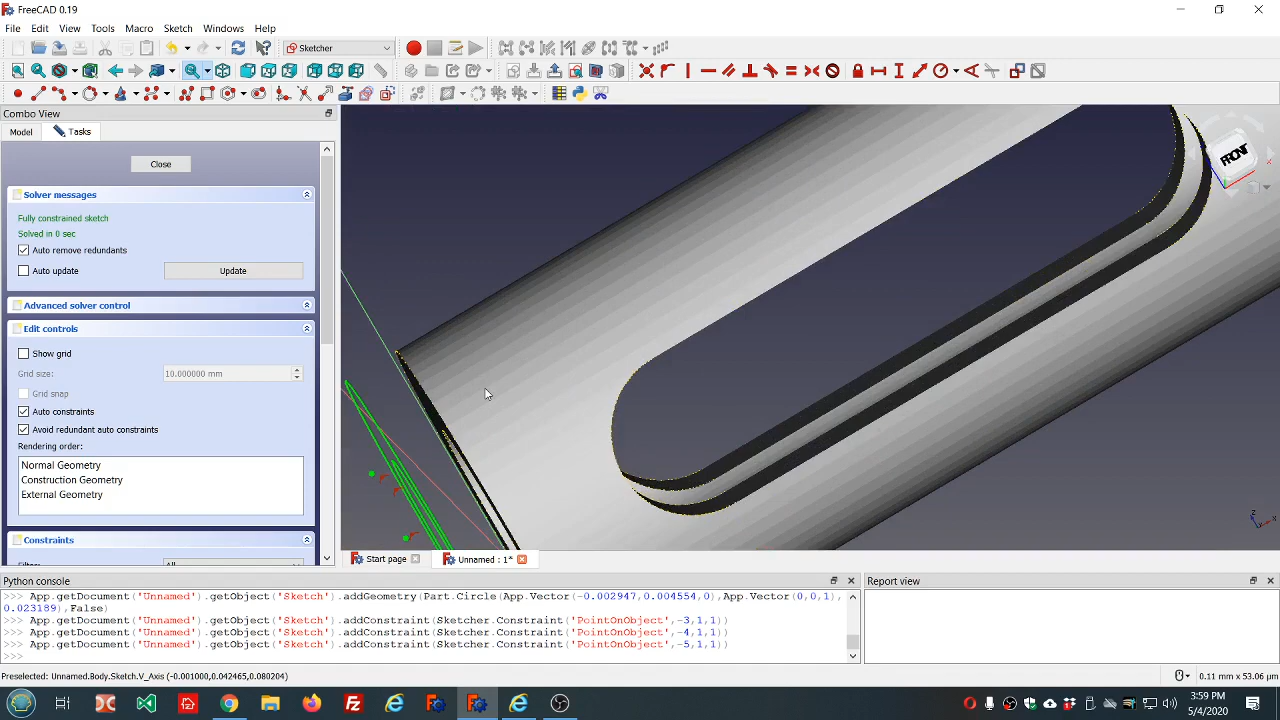 FreeCAD 0.19
File Edit View Tools Macro Sketch Windows Help
Sketcher
Combo View
Model Tasks
Close
Solver messages
Fully constrained sketch
Solved in 0 sec
Auto remove redundants
Auto update Update
Advanced solver control
Edit controls
Show grid
Grid size: 10.000000 mm
Grid snap
Auto constraints
Avoid redundant auto constraints
Rendering order:
Normal Geometry
Construction Geometry
External Geometry
Constraints
Filter: All
FRONT
Start page Unnamed : 1*
Python console
>>> App.getDocument('Unnamed').getObject('Sketch').addGeometry(Part.Circle(App.Vector(-0.002947,0.004554,0),App.Vector(0,0,1),
0.023189),False)
>>> App.getDocument('Unnamed').getObject('Sketch').addConstraint(Sketcher.Constraint('PointOnObject',-3,1,1))
>>> App.getDocument('Unnamed').getObject('Sketch').addConstraint(Sketcher.Constraint('PointOnObject',-4,1,1))
>>> App.getDocument('Unnamed').getObject('Sketch').addConstraint(Sketcher.Constraint('PointOnObject',-5,1,1))
>>>
Report view
Preselected: Unnamed.Body.Sketch.V_Axis (-0.001000,0.042465,0.080204)
0.11 mm x 53.06 µm
3:59 PM
5/4/2020